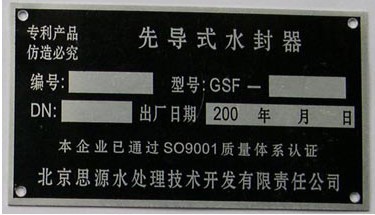 专利产品
仿造必究
先导式水封器
编号:
型号:GSF —
DN:
出厂日期 200 年 月 日
本企业已通过 SO9001质量体系认证
北京思源水处理技术开发有限责任公司